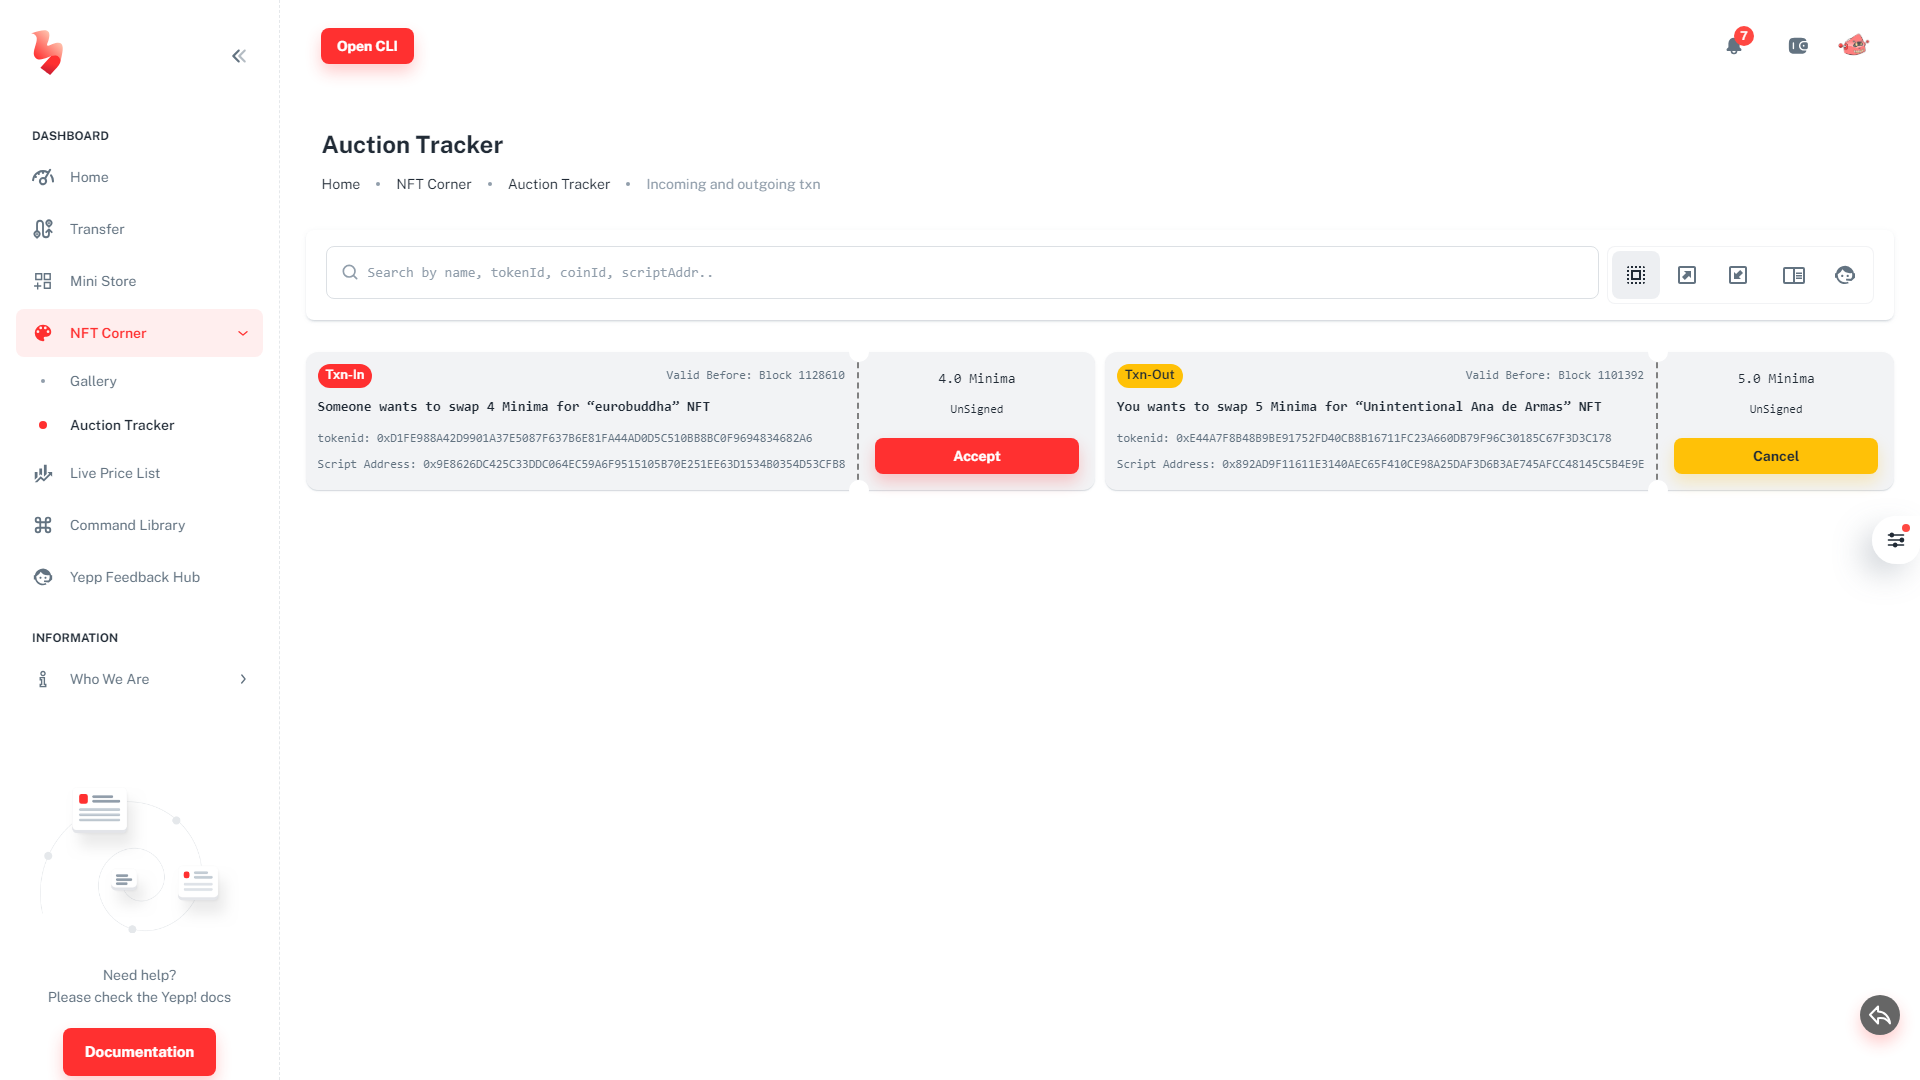 DASHBOARD
Home
Transfer
Mini Store
NFT Corner
Gallery
Auction Tracker
Live Price List
Command Library
Yepp Feedback Hub
INFORMATION
Who We Are
Need help?
Please check the Yepp! docs
Documentation
Open CLI
7
Auction Tracker
Home • NFT Corner • Auction Tracker • Incoming and outgoing txn
Search by name, tokenId, coinId, scriptAddr..
Txn-In
Valid Before: Block 1128610
Someone wants to swap 4 Minima for “eurobuddha” NFT
tokenid: 0xD1FE988A42D9901A37E5087F637B6E81FA44AD0D5C510BB8BC0F9694834682A6
Script Address: 0x9E8626DC425C33DDC064EC59A6F9515105B70E251EE63D1534B0354D53CFB8
4.0 Minima
UnSigned
Accept
Txn-Out
Valid Before: Block 1101392
You wants to swap 5 Minima for “Unintentional Ana de Armas” NFT
tokenid: 0xE44A7F8B48B9BE91752FD40CB8B16711FC23A660DB79F96C30185C67F3D3C178
Script Address: 0x892AD9F11611E3140AEC65F410CE98A25DAF3D6B3AE745AFCC48145C5B4E9E
5.0 Minima
UnSigned
Cancel